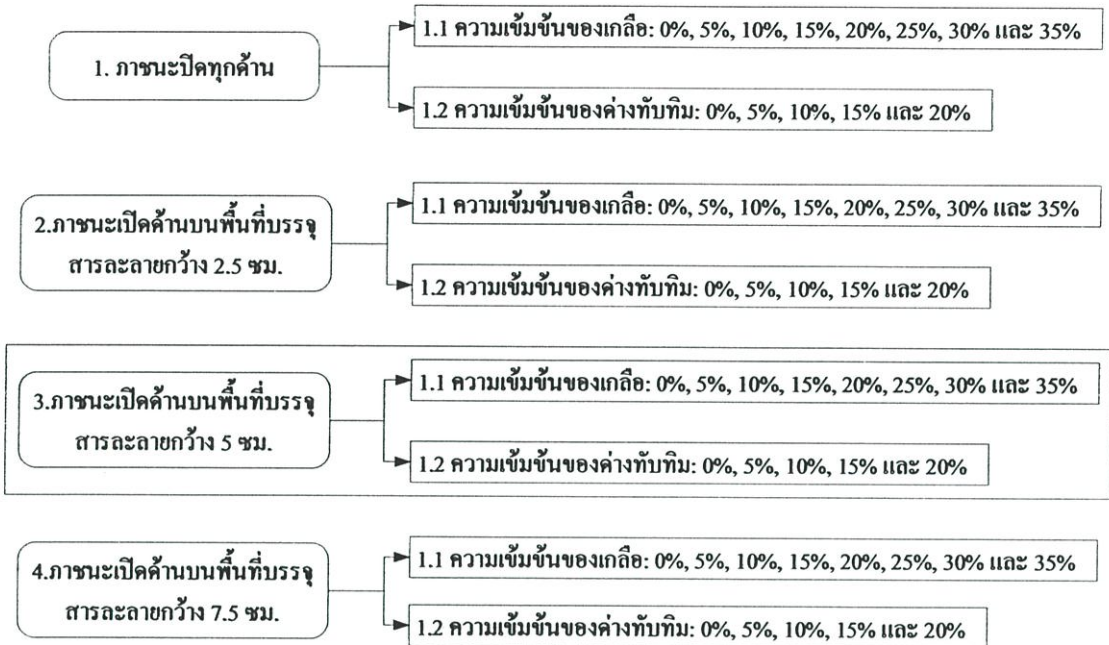 1. ภาชนะปิดทุกด้าน
1.1 ความเข้มข้นของเกลือ: 0%, 5%, 10%, 15%, 20%, 25%, 30% และ 35%
1.2 ความเข้มข้นของค่างทับทิม: 0%, 5%, 10%, 15% และ 20%
2.ภาชนะเปิดด้านบนพื้นที่บรรจุ
สารละลายกว้าง 2.5 ซม.
1.1 ความเข้มข้นของเกลือ: 0%, 5%, 10%, 15%, 20%, 25%, 30% และ 35%
1.2 ความเข้มข้นของค่างทับทิม: 0%, 5%, 10%, 15% และ 20%
3.ภาชนะเปิดด้านบนพื้นที่บรรจุ
สารละลายกว้าง 5 ซม.
1.1 ความเข้มข้นของเกลือ: 0%, 5%, 10%, 15%, 20%, 25%, 30% และ 35%
1.2 ความเข้มข้นของค่างทับทิม: 0%, 5%, 10%, 15% และ 20%
4.ภาชนะเปิดด้านบนพื้นที่บรรจุ
สารละลายกว้าง 7.5 ซม.
1.1 ความเข้มข้นของเกลือ: 0%, 5%, 10%, 15%, 20%, 25%, 30% และ 35%
1.2 ความเข้มข้นของค่างทับทิม: 0%, 5%, 10%, 15% และ 20%